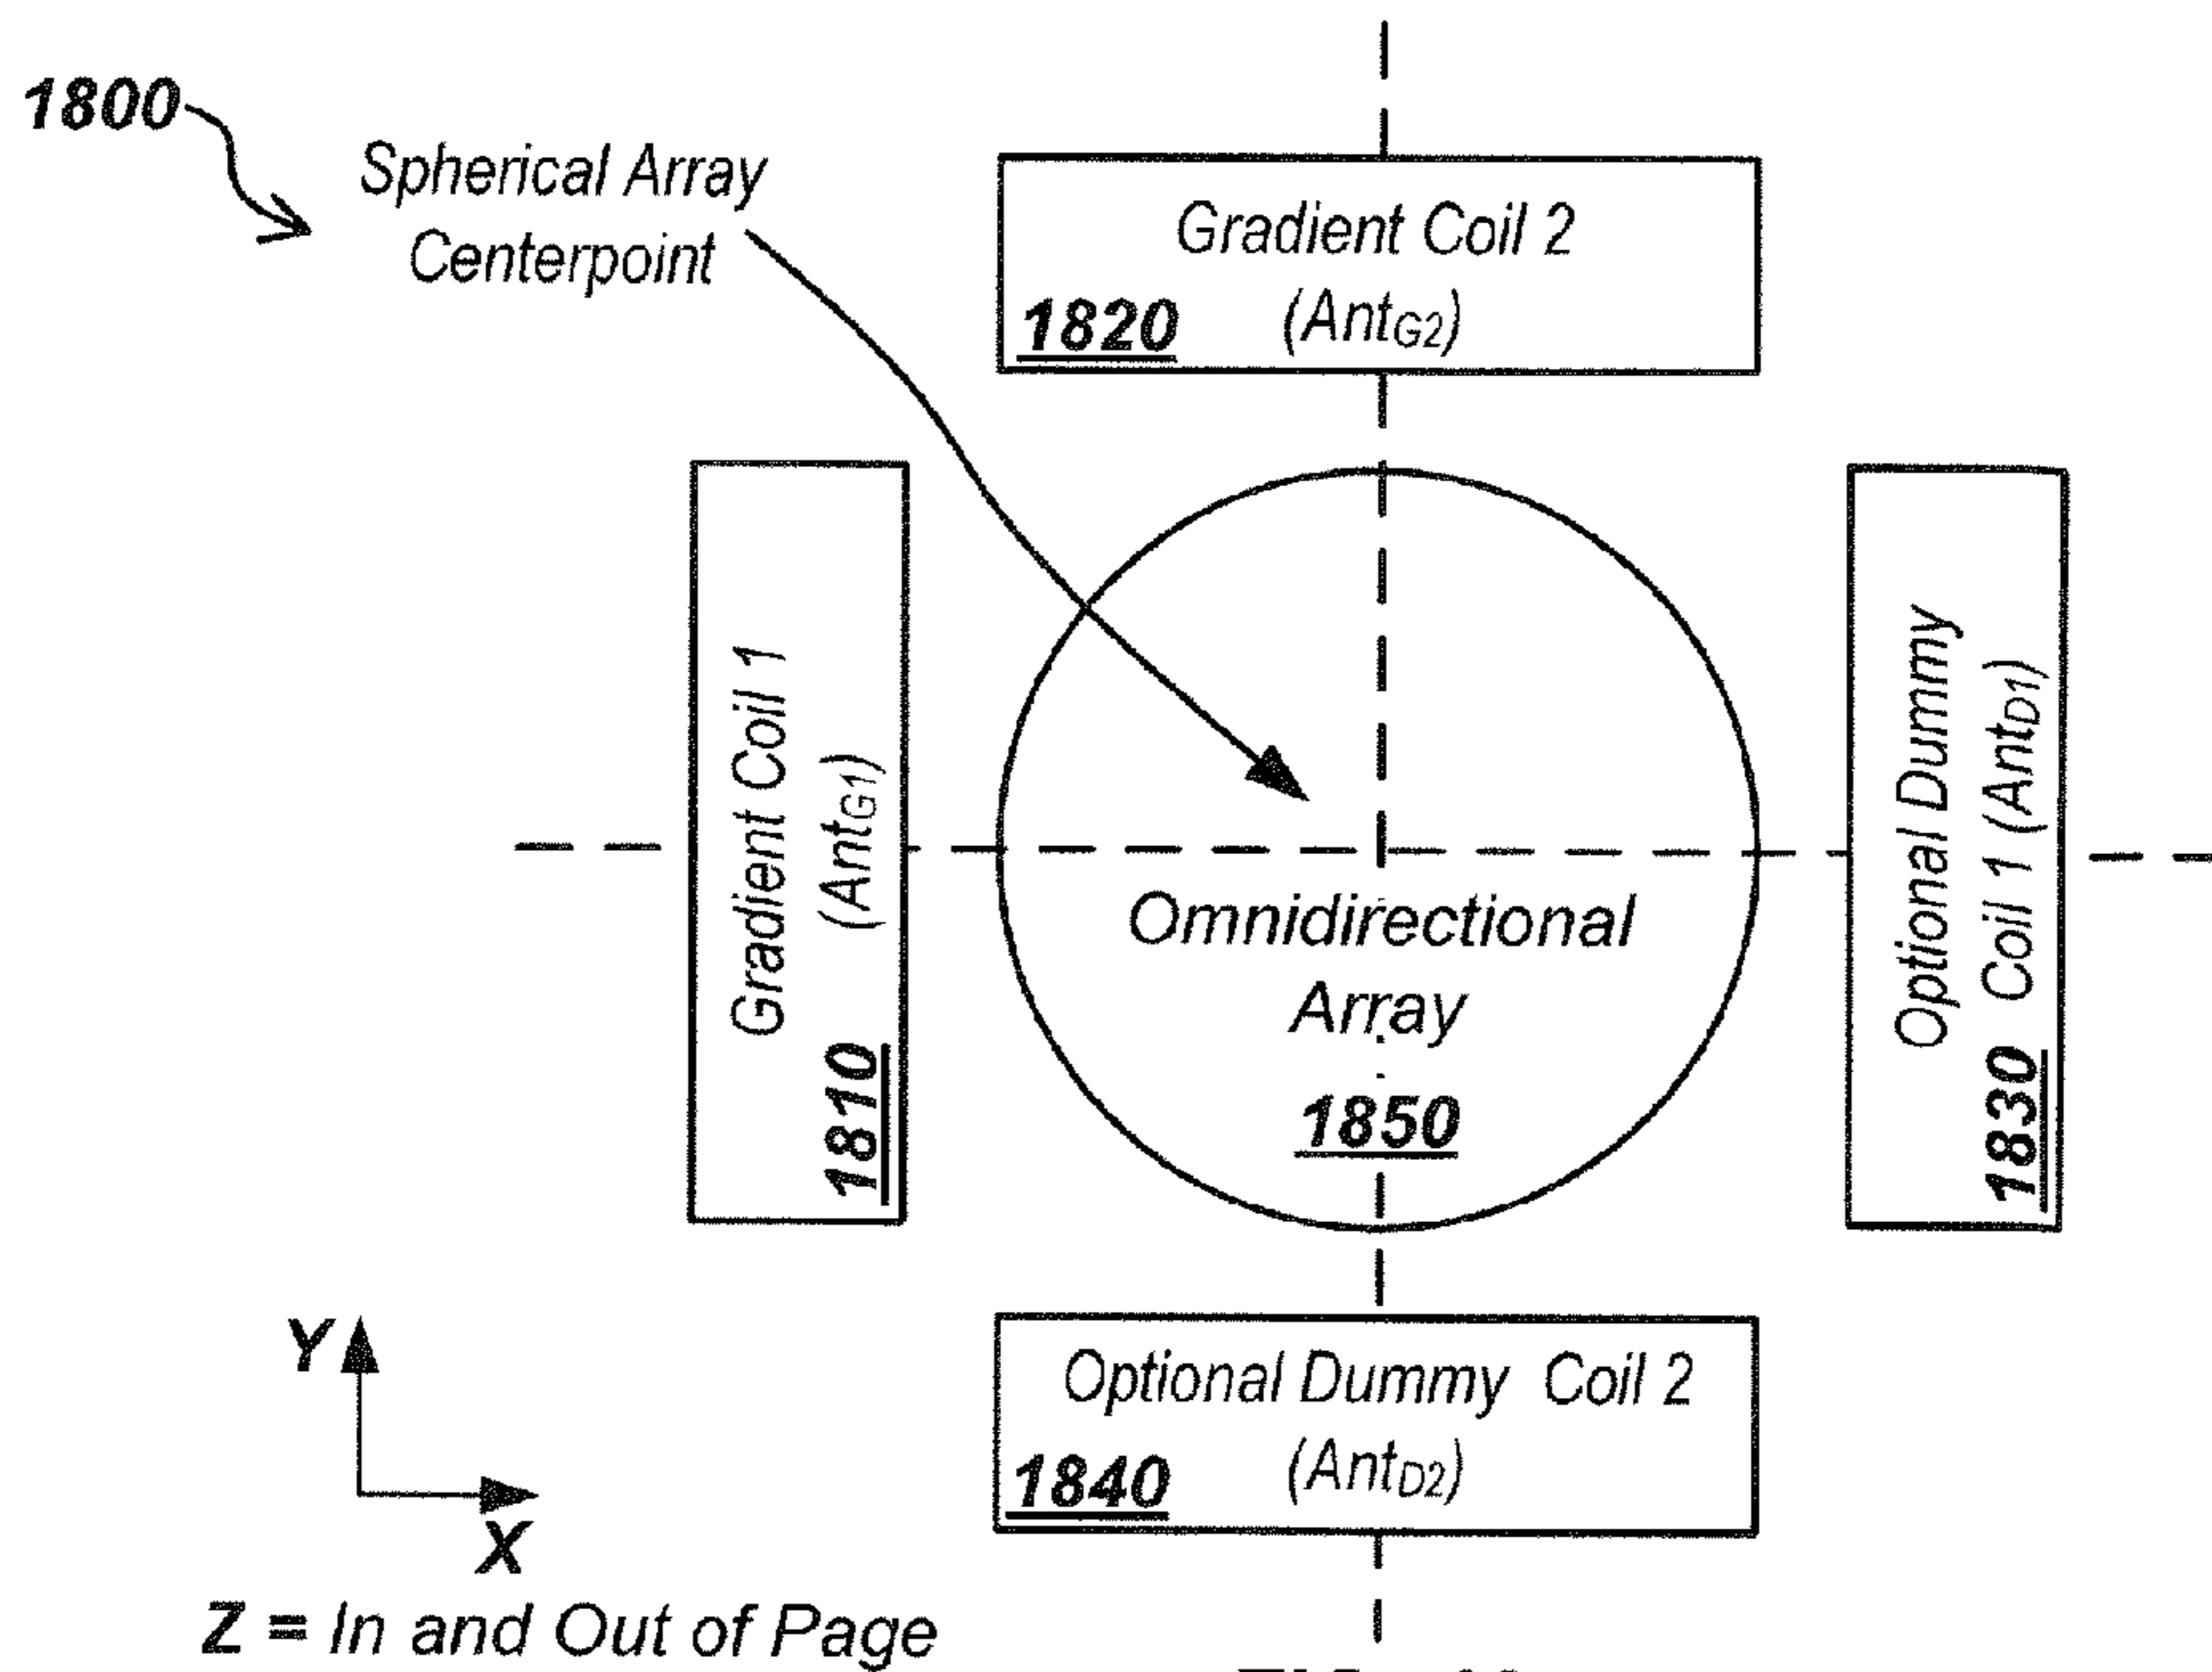 1800
Spherical Array
Centerpoint
Gradient Coil 2
1820 (AntG2)
Gradient Coil 1
(AntG1)
1810
Omnidirectional
Array
1850
Optional Dummy
Coil 1 (AntD1)
1830
Optional Dummy Coil 2
1840 (AntD2)
Y
X
Z = In and Out of Page